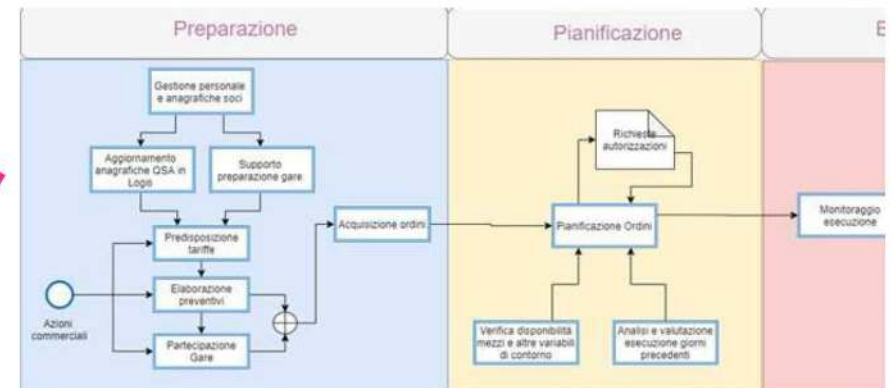 Preparazione
Pianificazione
E
Gestione personale
e anagrafiche soci
Aggiornamento
anagrafiche QSA in
Logiò
Supporto
preparazione gare
Predisposizione
tariffe
Elaborazione
preventivi
Partecipazione
Gare
Azioni
commerciali
Acquisizione ordini
Richieste
autorizzazioni
Pianificazione Ordini
Verifica disponibilità
mezzi e altre variabili
di contorno
Analisi e valutazione
esecuzione giorni
precedenti
Monitoraggio
esecuzione